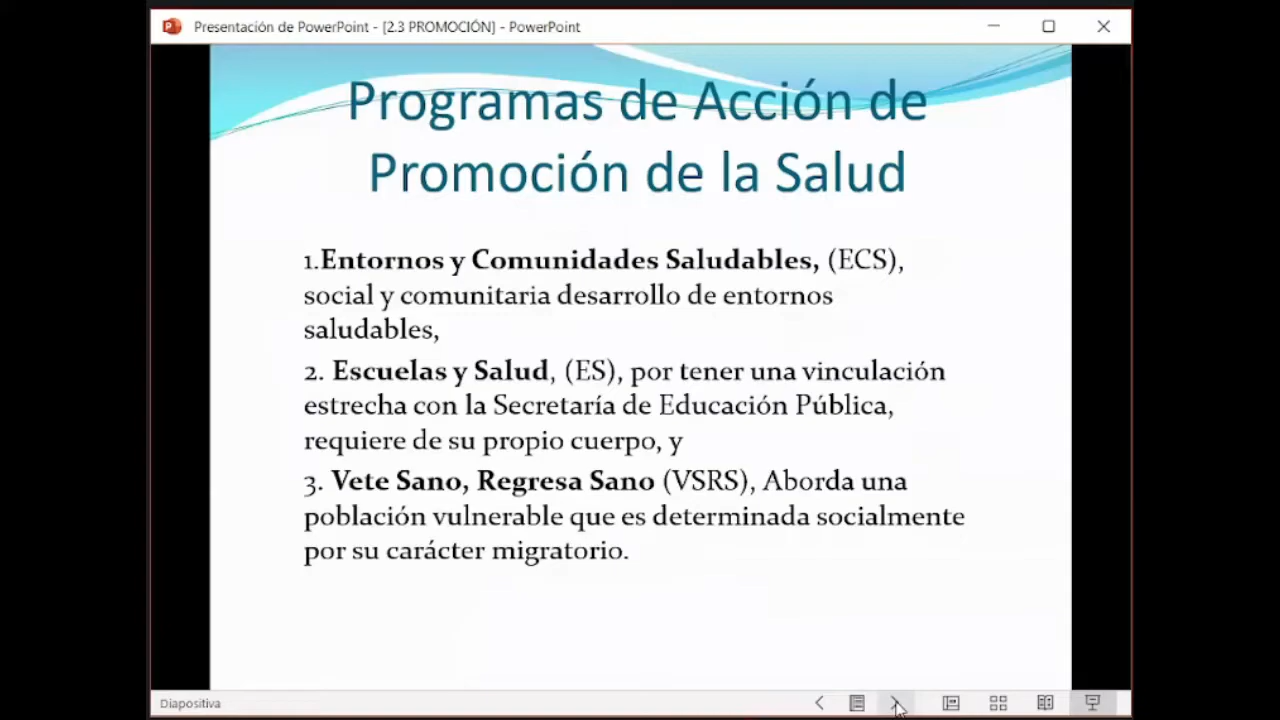 Presentación de PowerPoint - [2.3 PROMOCIÓN] - PowerPoint
Programas de Acción de
Promoción de la Salud
1.Entornos y Comunidades Saludables, (ECS),
social y comunitaria desarrollo de entornos
saludables,
2. Escuelas y Salud, (ES), por tener una vinculación
estrecha con la Secretaría de Educación Pública,
requiere de su propio cuerpo, y
3. Vete Sano, Regresa Sano (VSRS), Aborda una
población vulnerable que es determinada socialmente
por su carácter migratorio.
Diapositiva